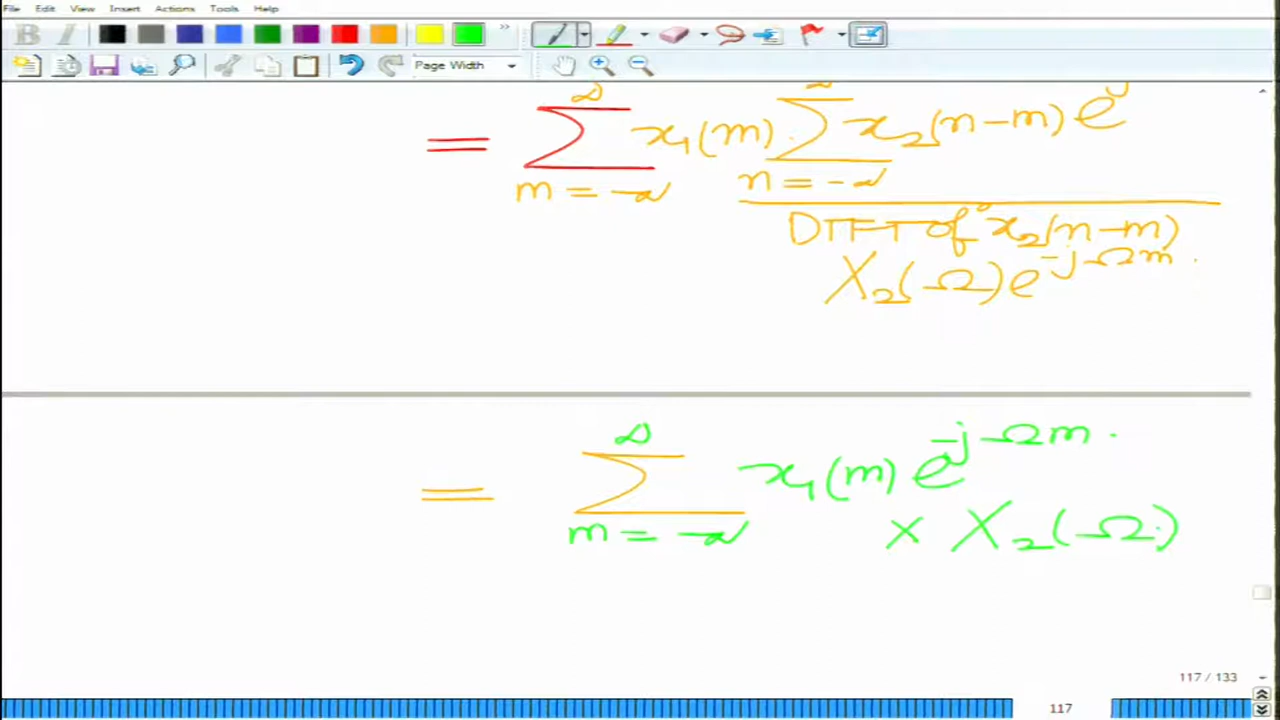 File Edit View Insert Actions Tools Help
B I
Page Width
= ∑ x₁(m) ∑ x₂(n-m) e^j
∞
m = -∞
n = -∞
DTFT of x₂(n-m)
X₂(Ω) e^-jΩm
= ∑ x₁(m) e^-jΩm
∞
m = -∞
× X₂(Ω)
117 / 133
117